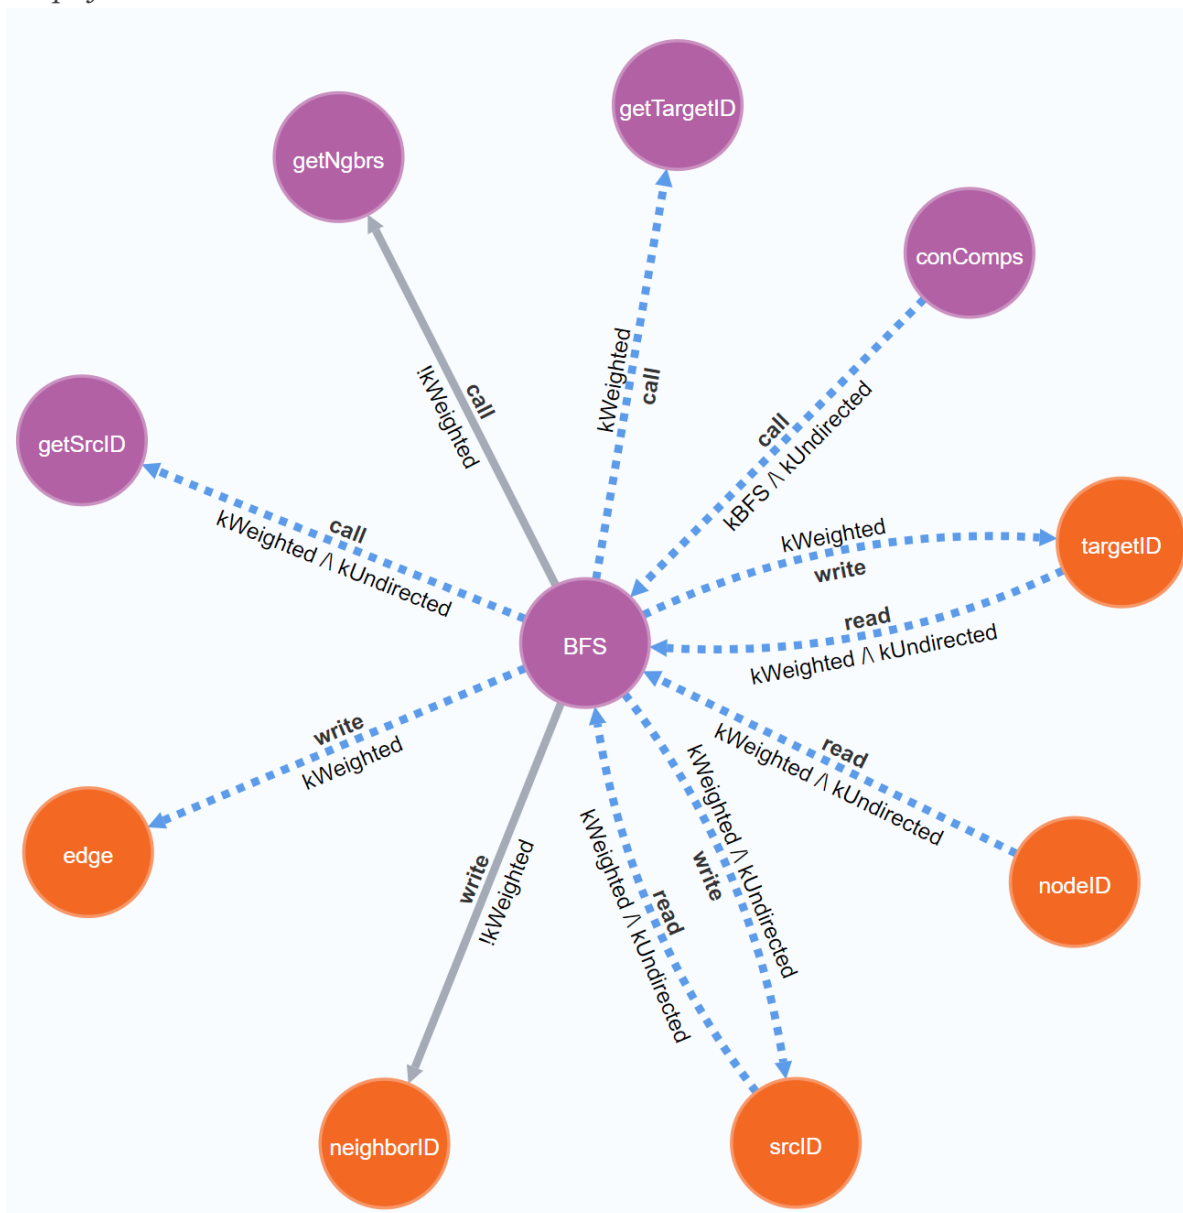 getTargetID
getNgbrs
conComps
kWeighted
call
call
!kWeighted
call
kBFS /\ kUndirected
getSrcID
call
kWeighted /\ kUndirected
kWeighted
write
targetID
read
kWeighted /\ kUndirected
BFS
write
kWeighted
read
kWeighted /\ kUndirected
kWeighted /\ kUndirected
write
read
kWeighted /\ kUndirected
edge
write
!kWeighted
nodeID
neighborID
srcID